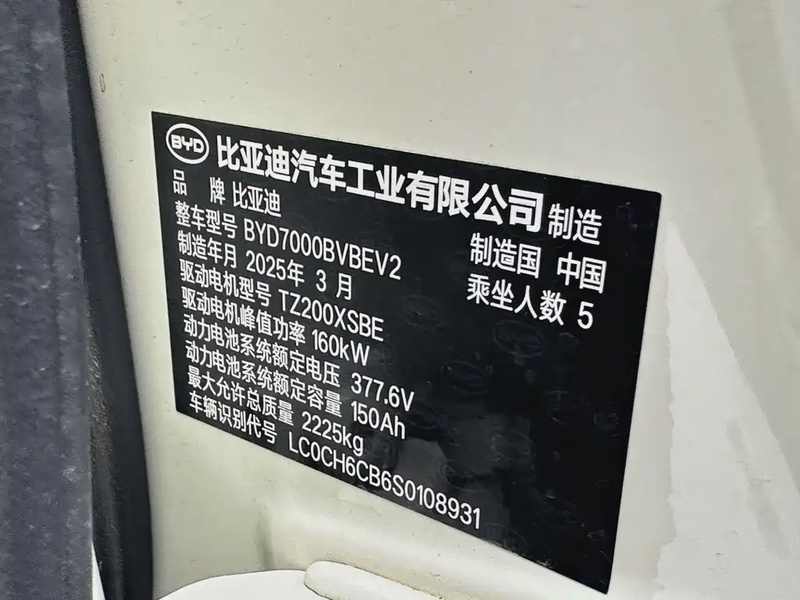 BYD 比亚迪汽车工业有限公司 制造
品 牌 比亚迪
整车型号 BYD7000BVBEV2 制造国 中国
制造年月 2025年 3 月 乘坐人数 5
驱动电机型号 TZ200XSBE
驱动电机峰值功率 160kW
动力电池系统额定电压 377.6V
动力电池系统额定容量 150Ah
最大允许总质量 2225kg
车辆识别代号 LC0CH6CB6S0108931